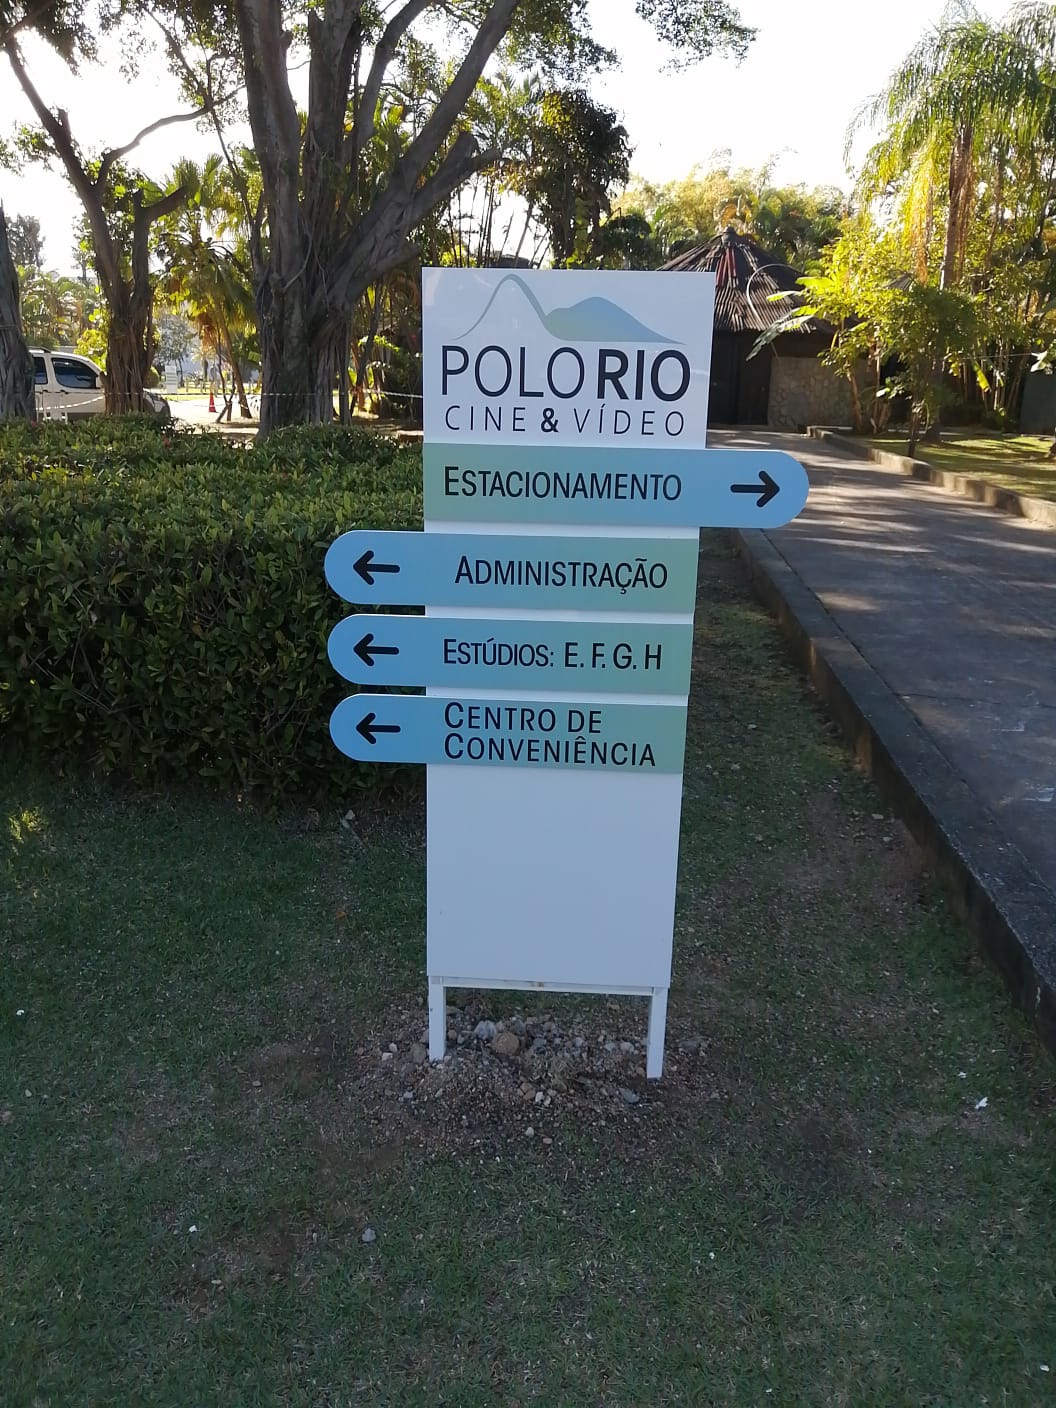 POLO RIO
CINE & VÍDEO
ESTACIONAMENTO
ADMINISTRAÇÃO
ESTÚDIOS: E. F. G. H
CENTRO DE
CONVENIÊNCIA